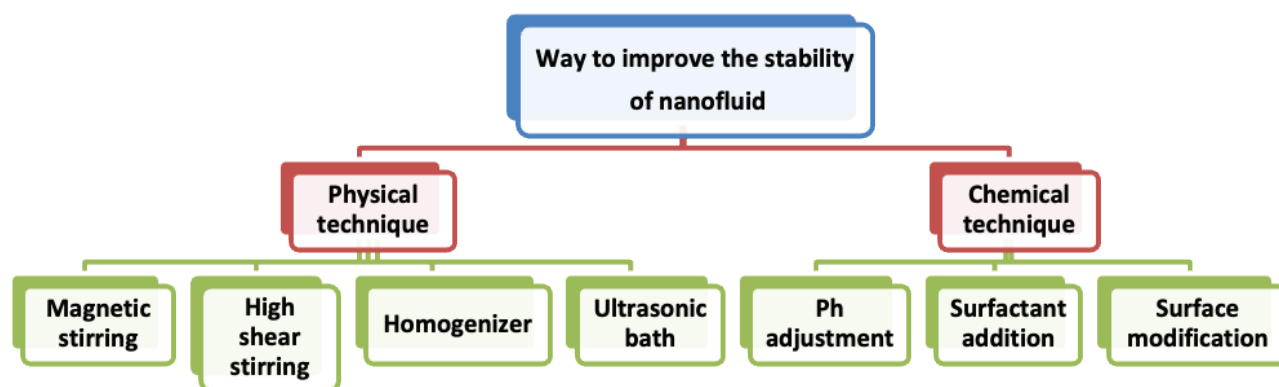 Way to improve the stability
of nanofluid
Physical
technique
Chemical
technique
Magnetic
stirring
High
shear
stirring
Homogenizer
Ultrasonic
bath
Ph
adjustment
Surfactant
addition
Surface
modification